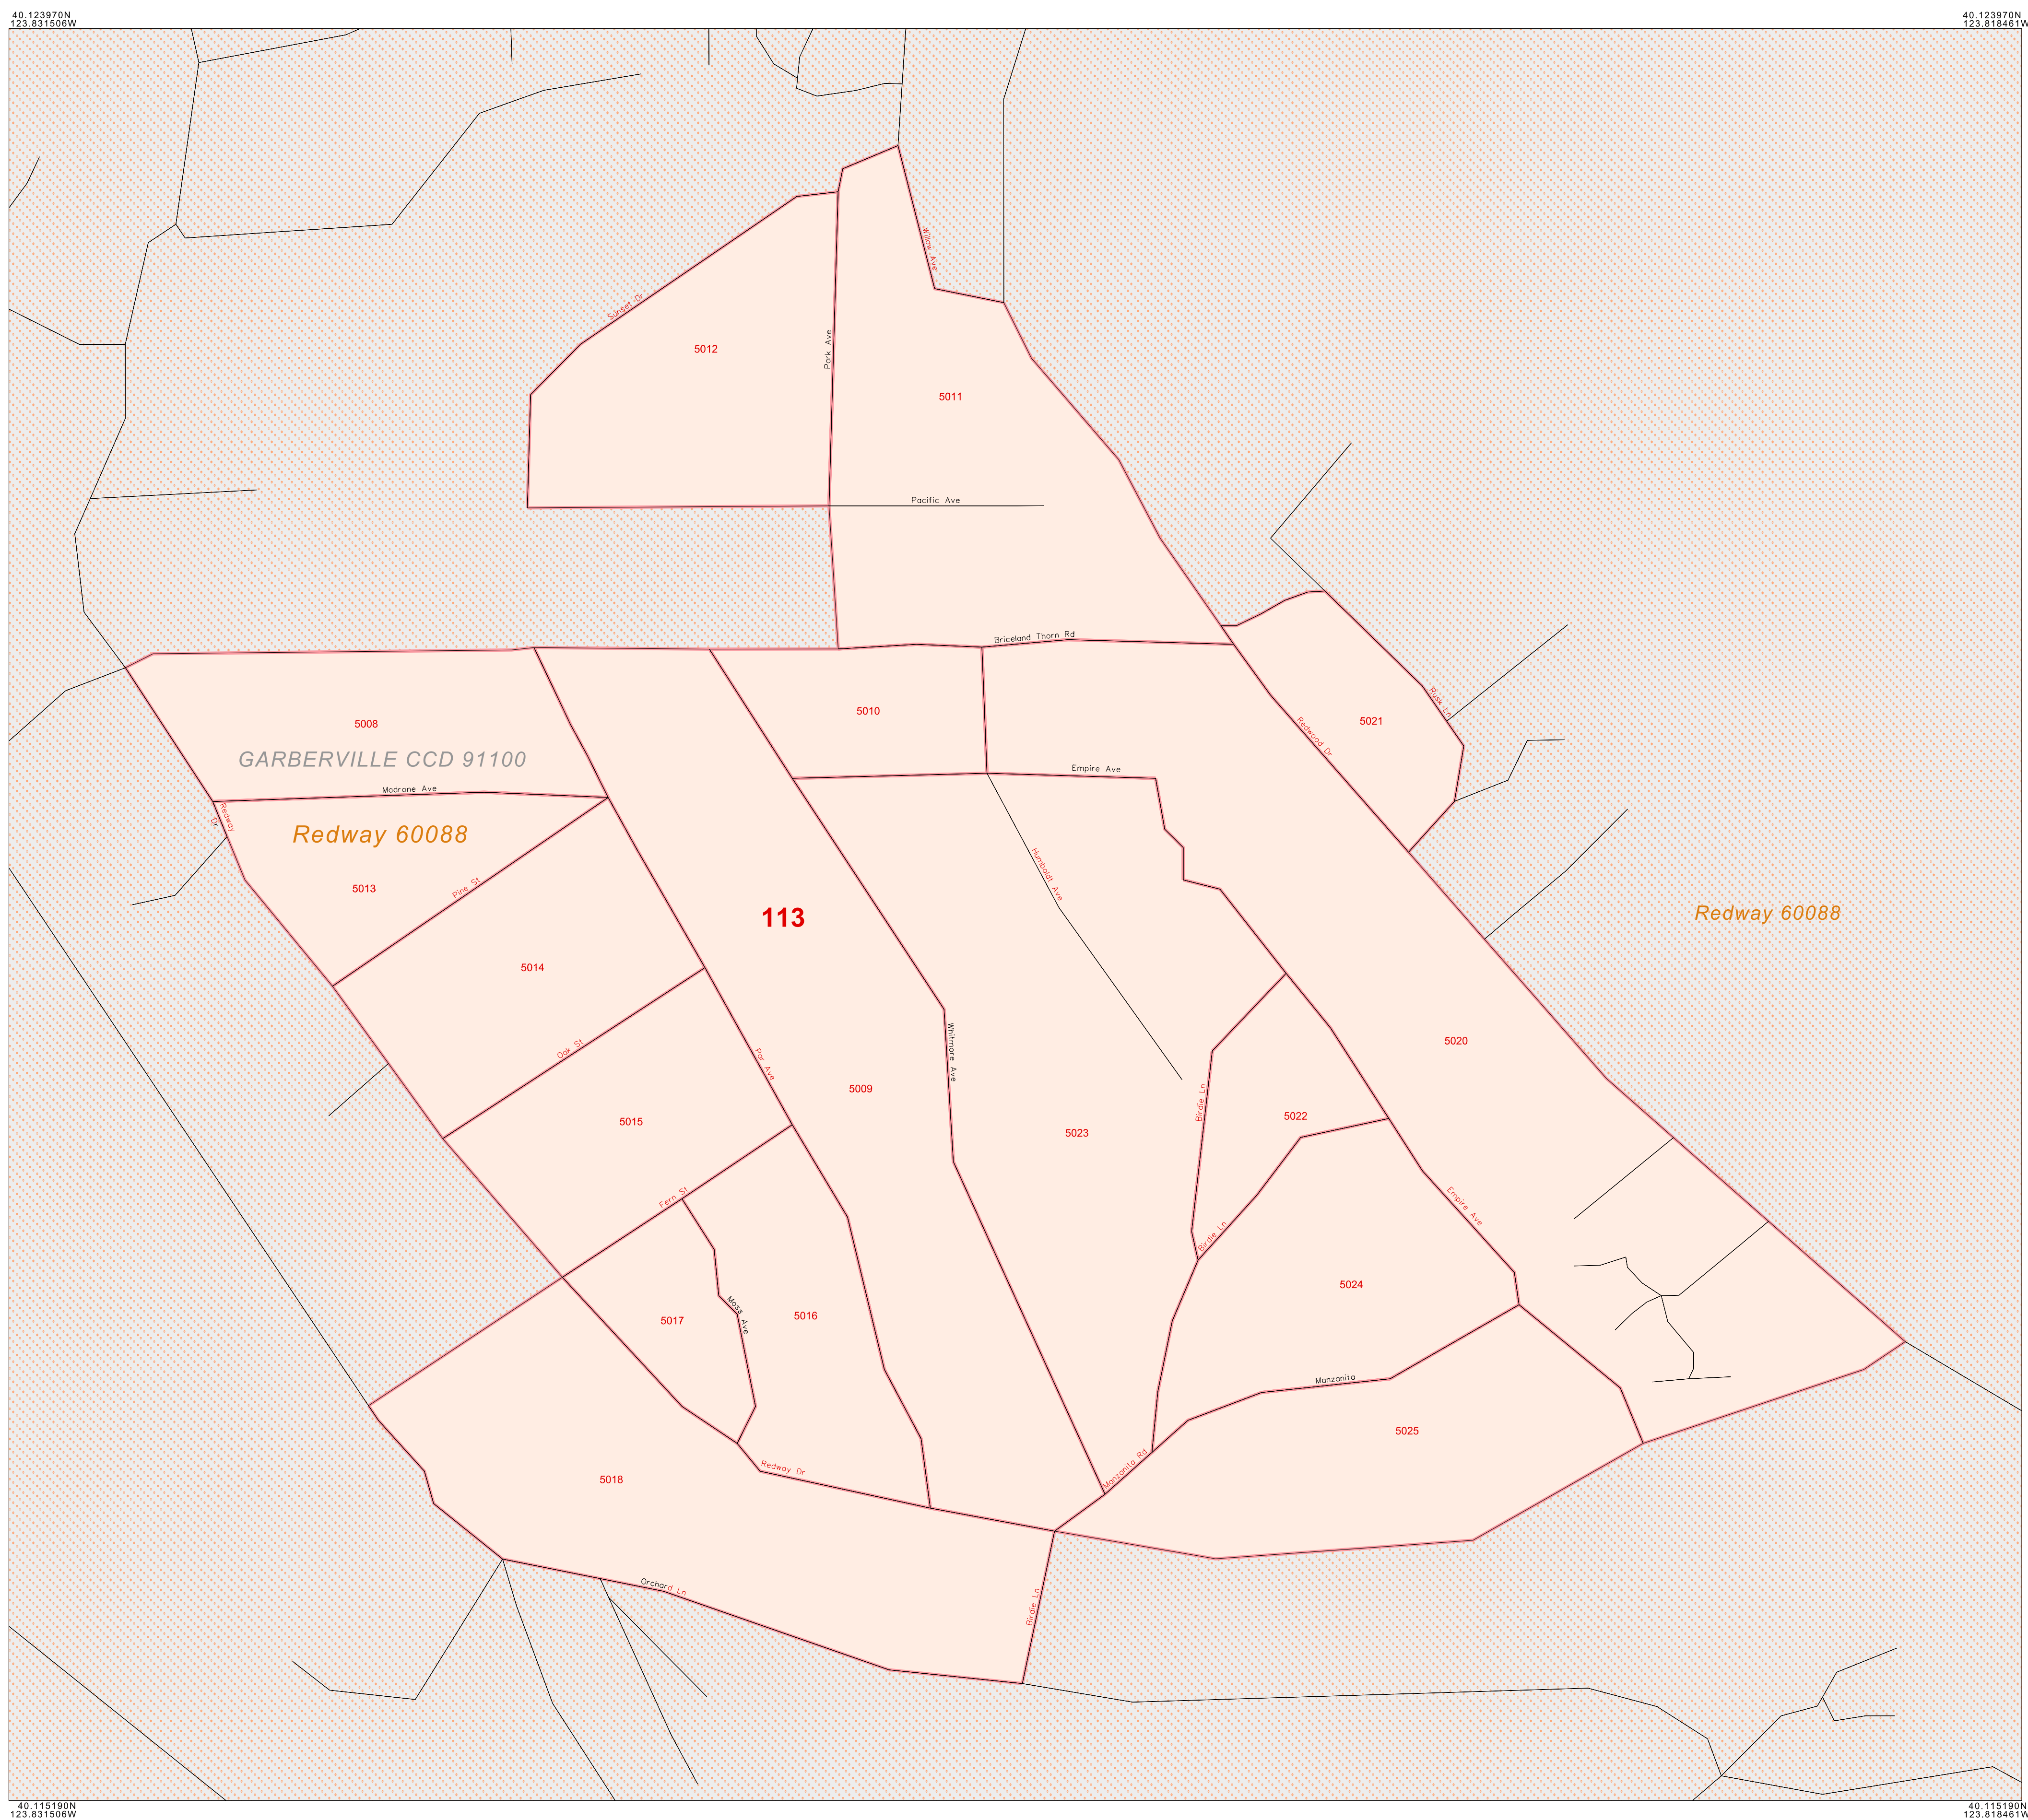 40.123970N
123.831506W
40.123970N
123.818461W
Willow Ave
Sunset Dr
Park Ave
5012
5011
Pacific Ave
Briceland Thorn Rd
5008
5010
5021
Rusk Ln
Redwood Dr
GARBERVILLE CCD 91100
Empire Ave
Madrone Ave
Redway
Dr
Redway 60088
5013
Pine St
Humboldt Ave
113
Redway 60088
5014
Oak St
Par Ave
Whitmore Ave
5020
5009
Birdie Ln
5015
5023
5022
Fern St
Empire Ave
Birdie Ln
5024
5017
Moss Ave
5016
Manzanita
5025
Redway Dr
Manzanita Rd
5018
Orchard Ln
Birdie Ln
40.115190N
123.831506W
40.115190N
123.818461W